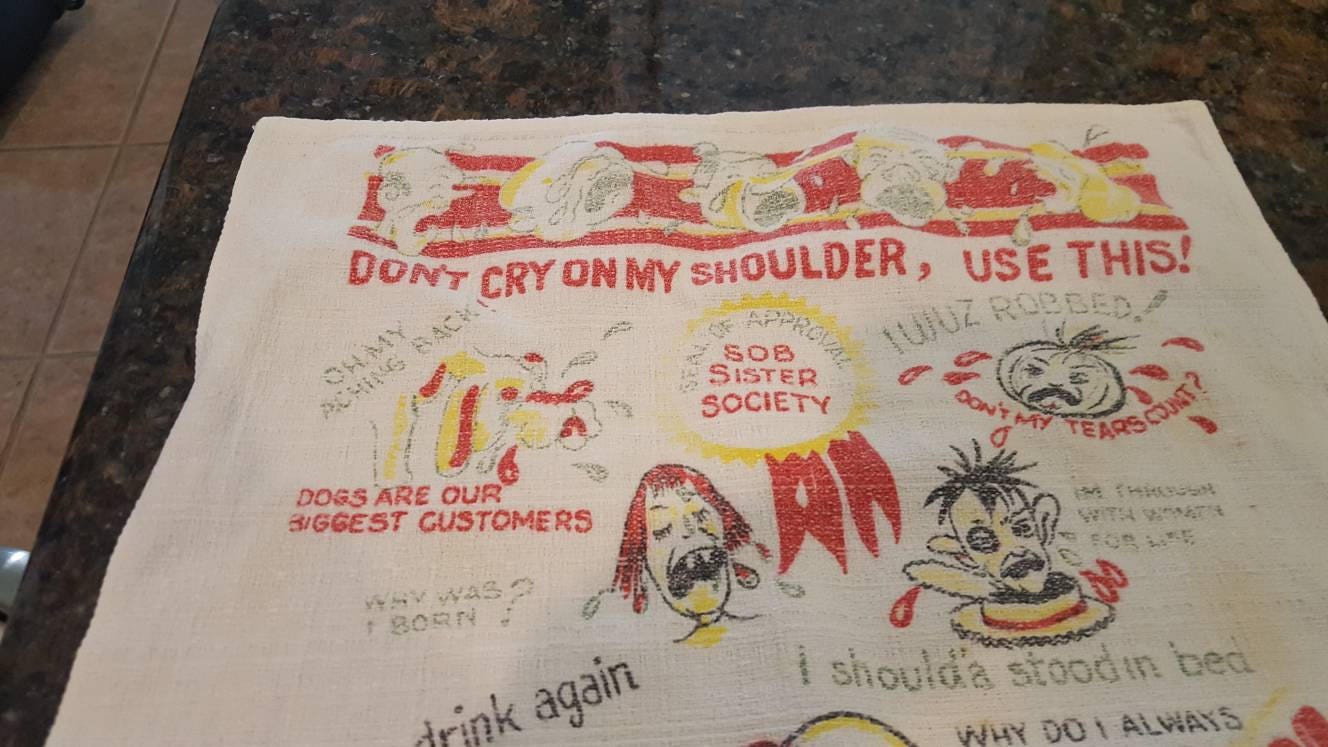 DON'T CRY ON MY SHOULDER, USE THIS!
OH MY
ACHING BACK!
SEAL OF APPROVAL
SOB
SISTER
SOCIETY
I WUZ ROBBED!
DON'T MY TEARS COUNT?
DOGS ARE OUR
BIGGEST CUSTOMERS
IM THROUGH
WITH WOMEN
FOR LIFE
WHY WAS
I BORN?
drink again
I should'a stood in bed
WHY DO I ALWAYS